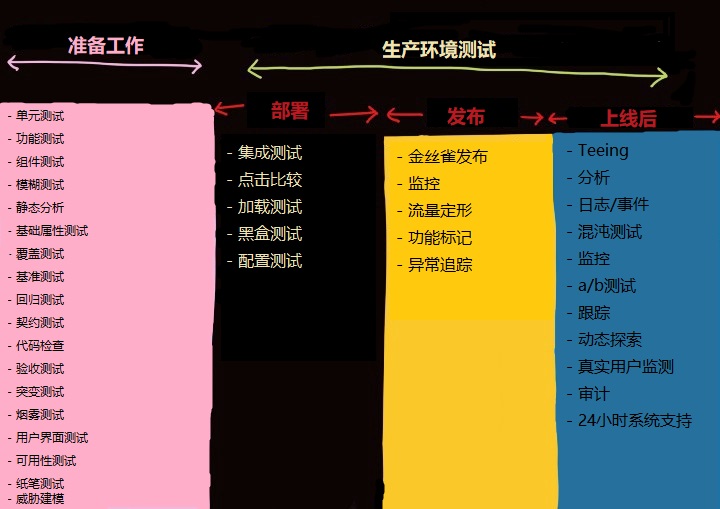 准备工作
生产环境测试
部署
发布
上线后
- 单元测试
- 功能测试
- 组件测试
- 模糊测试
- 静态分析
- 基础属性测试
- 覆盖测试
- 基准测试
- 回归测试
- 契约测试
- 代码检查
- 验收测试
- 突变测试
- 烟雾测试
- 用户界面测试
- 可用性测试
- 纸笔测试
- 威胁建模
- 集成测试
- 点击比较
- 加载测试
- 黑盒测试
- 配置测试
- 金丝雀发布
- 监控
- 流量定形
- 功能标记
- 异常追踪
- Teeing
- 分析
- 日志/事件
- 混沌测试
- 监控
- a/b测试
- 跟踪
- 动态探索
- 真实用户监测
- 审计
- 24小时系统支持